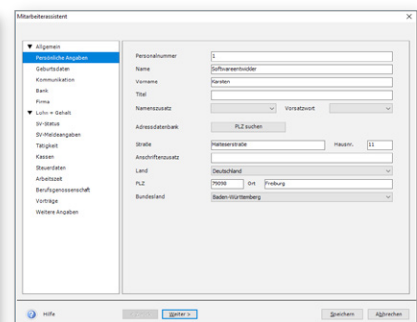 Mitarbeiterassistent
Allgemein
Persönliche Angaben
Geburtsdaten
Kommunikation
Bank
Firma
Lohn + Gehalt
SV-Status
SV-Meldeangaben
Tätigkeit
Kassen
Steuerdaten
Arbeitszeit
Berufsgenossenschaft
Vorträge
Weitere Angaben
Personalnummer 1
Name Softwareentwickler
Vorname Karsten
Titel
Namenszusatz Vorsatzwort
Adressdatenbank PLZ suchen
Straße Malteserstraße Hausnr. 11
Anschriftenzusatz
Land Deutschland
PLZ 79098 Ort Freiburg
Bundesland Baden-Württemberg
Hilfe Weiter > Speichern Abbrechen